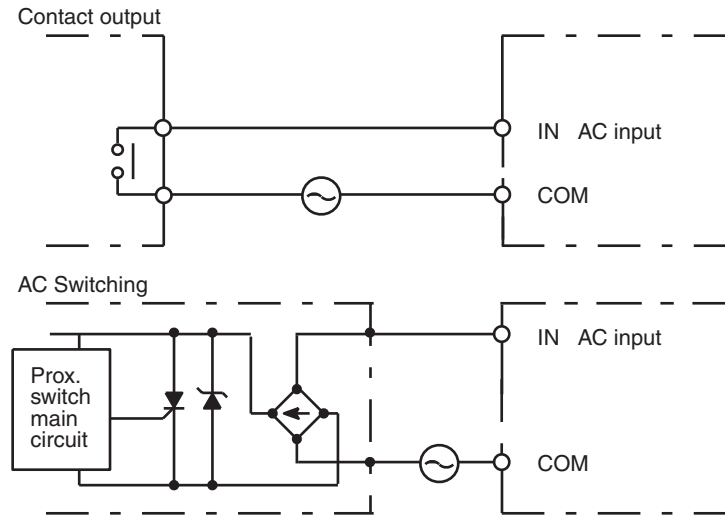 Contact output
IN AC input
COM
AC Switching
IN AC input
Prox.
switch
main
circuit
COM